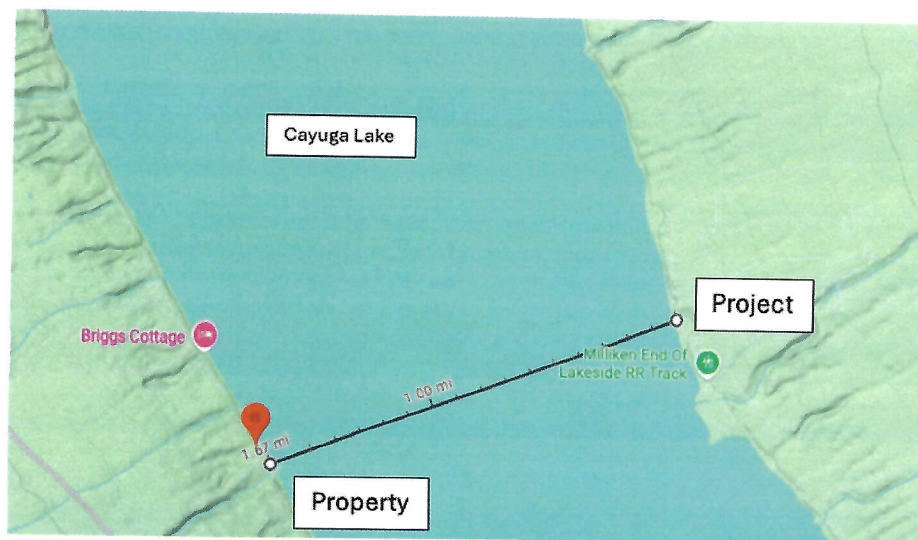 Cayuga Lake
Project
Briggs Cottage
Milliken End Of
Lakeside RR Track
1.00 mi
1.67 mi
Property